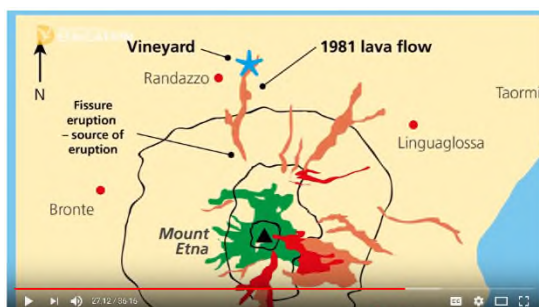 Vineyard
1981 lava flow
Randazzo
Taormi
N
Fissure
eruption
– source of
eruption
Linguaglossa
Bronte
Mount
Etna
27:12 / 36:16